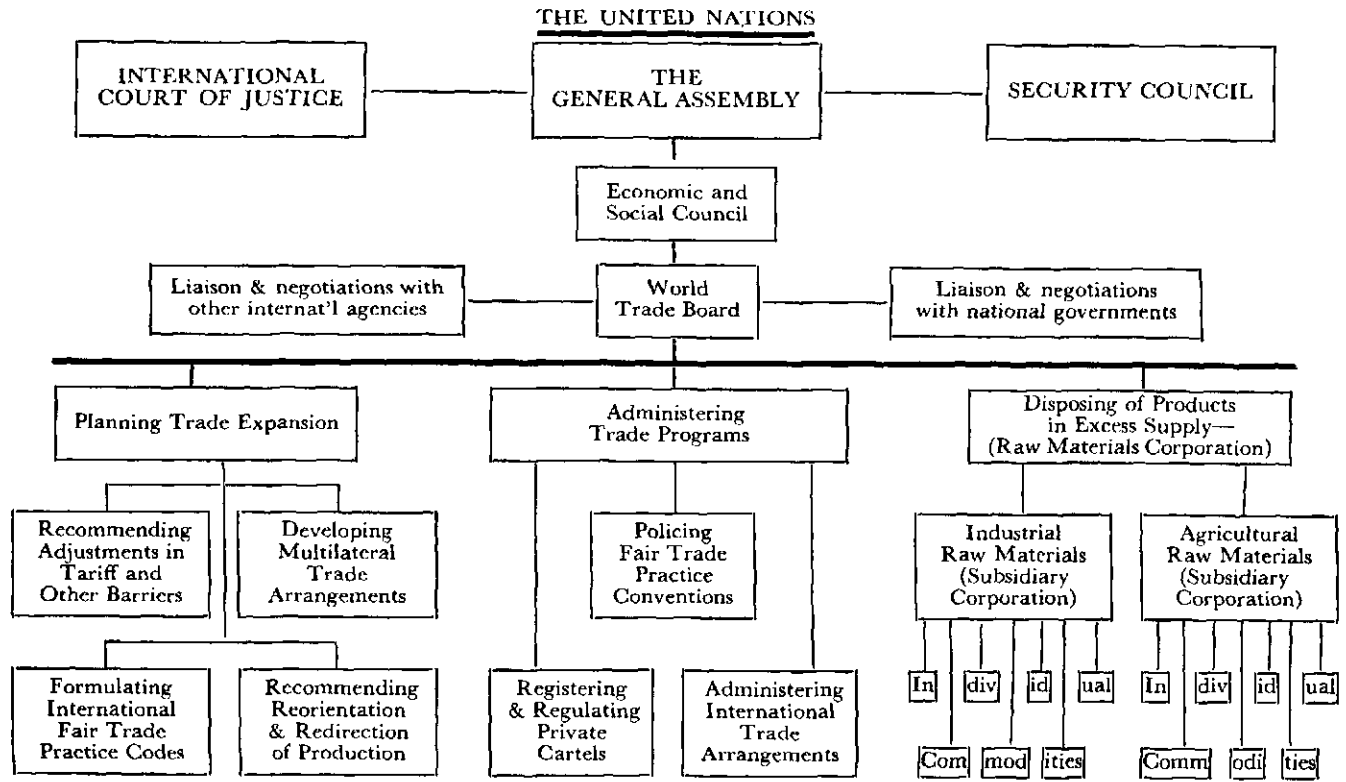 THE UNITED NATIONS
INTERNATIONAL
COURT OF JUSTICE
THE
GENERAL ASSEMBLY
SECURITY COUNCIL
Economic and
Social Council
Liaison & negotiations with
other internat'l agencies
World
Trade Board
Liaison & negotiations
with national governments
Planning Trade Expansion
Administering
Trade Programs
Disposing of Products
in Excess Supply—
(Raw Materials Corporation)
Recommending
Adjustments in
Tariff and
Other Barriers
Developing
Multilateral
Trade
Arrangements
Policing
Fair Trade
Practice
Conventions
Industrial
Raw Materials
(Subsidiary
Corporation)
Agricultural
Raw Materials
(Subsidiary
Corporation)
Formulating
International
Fair Trade
Practice Codes
Recommending
Reorientation
& Redirection
of Production
Registering
& Regulating
Private
Cartels
Administering
International
Trade
Arrangements
In div id ual
Com mod ities
In div id ual
Comm odi ties